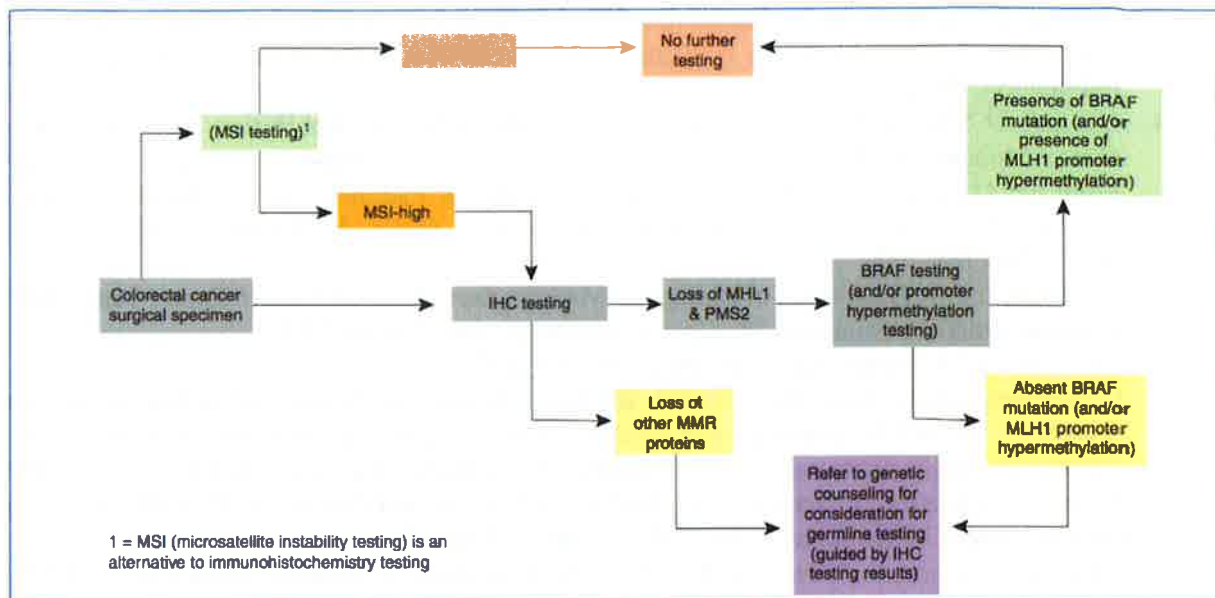 No further
testing
(MSI testing)1
Presence of BRAF
mutation (and/or
presence of
MLH1 promoter
hypermethylation)
MSI-high
Colorectal cancer
surgical specimen
IHC testing
Loss of MHL1
& PMS2
BRAF testing
(and/or promoter
hypermethylation
testing)
Loss of
other MMR
proteins
Absent BRAF
mutation (and/or
MLH1 promoter
hypermethylation)
Refer to genetic
counseling for
consideration for
germline testing
(guided by IHC
testing results)
1 = MSI (microsatellite instability testing) is an
alternative to immunohistochemistry testing